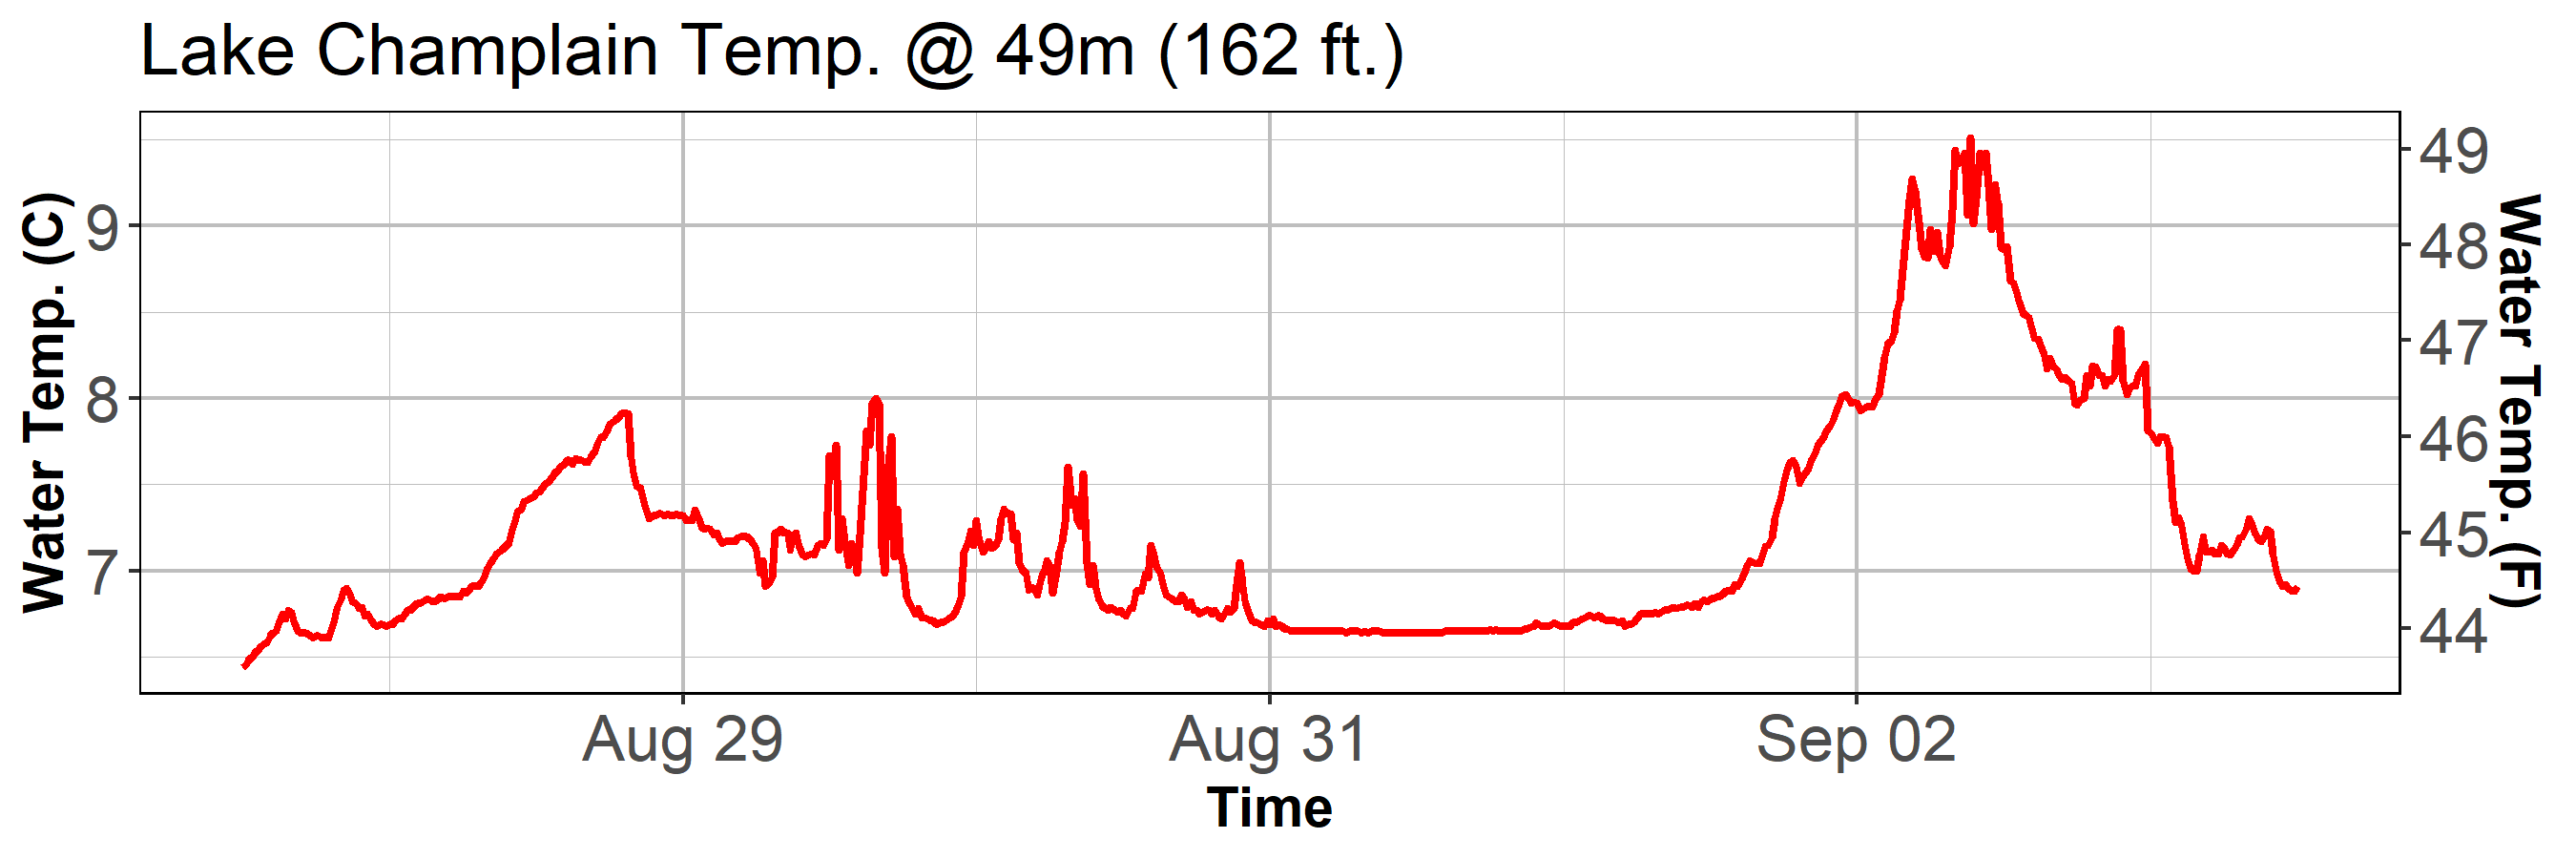 Lake Champlain Temp. @ 49m (162 ft.)
Water Temp. (C)
9
8
7
49
48
47
46
45
44
Water Temp. (F)
Aug 29
Aug 31
Sep 02
Time